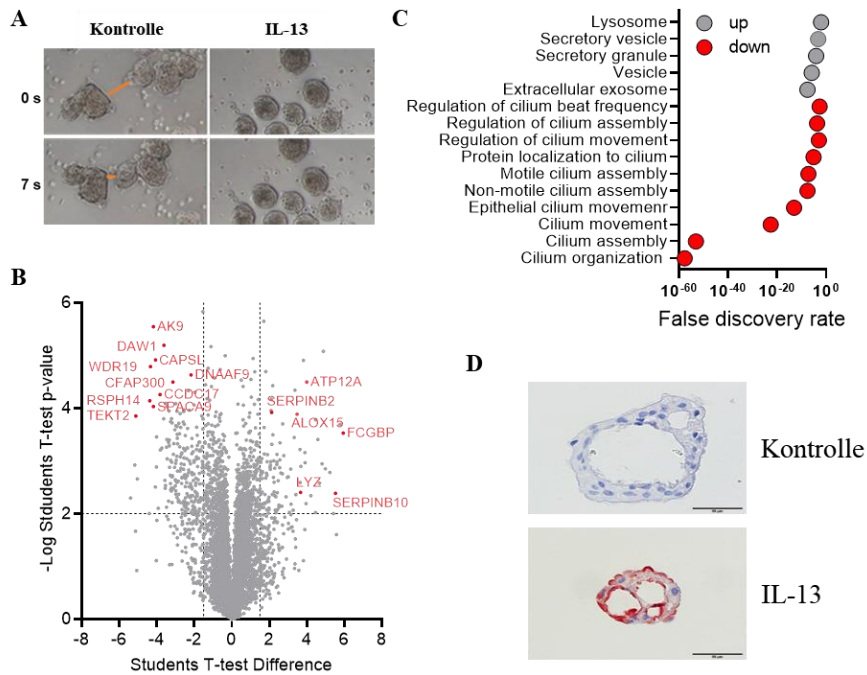 A
Kontrolle IL-13
0 s
7 s
B
6
4
2
0
-8 -6 -4 -2 0 2 4 6 8
-Log Stdudents T-test p-value
Students T-test Difference
AK9
DAW1
CAPSL
WDR19
DNAAF9
CFAP300
CCDC17
RSPH14
SPACA9
TEKT2
ATP12A
SERPINB2
ALOX15
FCGBP
LYZ
SERPINB10
C
up
down
Lysosome
Secretory vesicle
Secretory granule
Vesicle
Extracellular exosome
Regulation of cilium beat frequency
Regulation of cilium assembly
Regulation of cilium movement
Protein localization to cilium
Motile cilium assembly
Non-motile cilium assembly
Epithelial cilium movemenr
Cilium movement
Cilium assembly
Cilium organization
10-60 10-40 10-20 100
False discovery rate
D
Kontrolle
IL-13